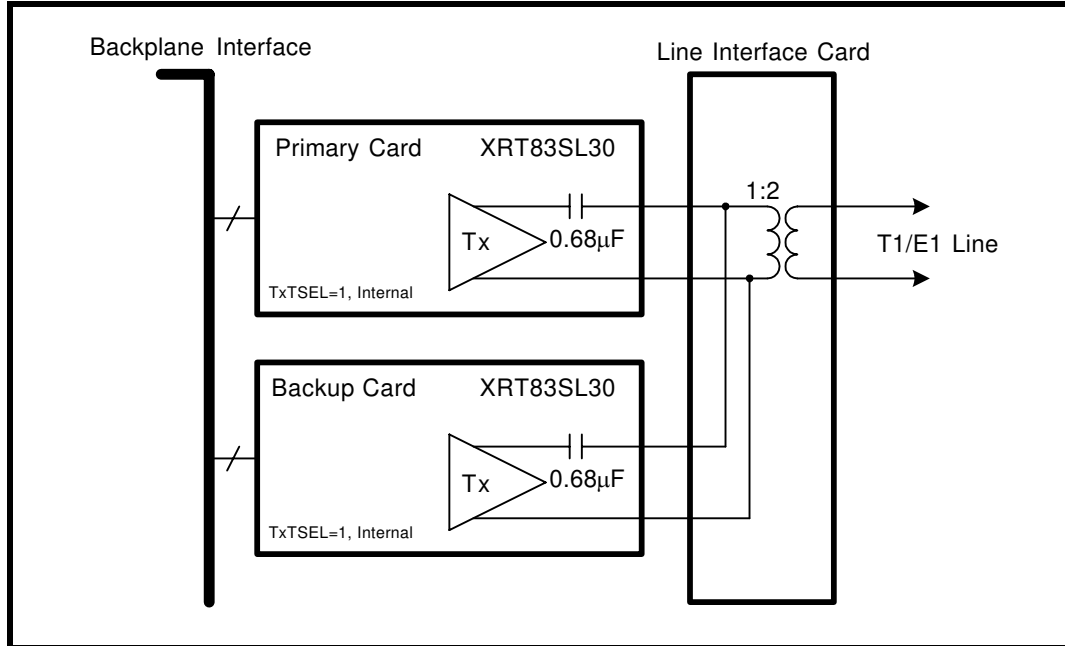 Backplane Interface
Line Interface Card
Primary Card XRT83SL30
1:2
Tx
0.68μF
T1/E1 Line
TxTSEL=1, Internal
Backup Card XRT83SL30
Tx
0.68μF
TxTSEL=1, Internal